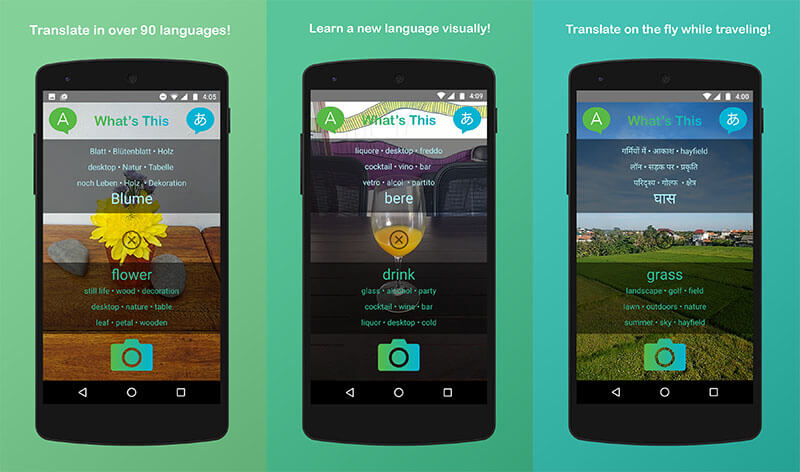 Translate in over 90 languages!
4:05
A
What's This
あ
Blatt • Blütenblatt • Holz
desktop • Natur • Tabelle
noch Leben • Holz • Dekoration
Blume
flower
still life • wood • decoration
desktop • nature • table
leaf • petal • wooden
Learn a new language visually!
4:09
A
What's This
あ
liquore • desktop • freddo
cocktail • vino • bar
vetro • alcol • partito
bere
drink
glass • alcohol • party
cocktail • wine • bar
liquor • desktop • cold
Translate on the fly while traveling!
4:00
A
What's This
あ
गर्मियों में • आकाश • hayfield
लॉन • सड़क पर • प्रकृति
परिदृश्य • गोल्फ • क्षेत्र
घास
grass
landscape • golf • field
lawn • outdoors • nature
summer • sky • hayfield